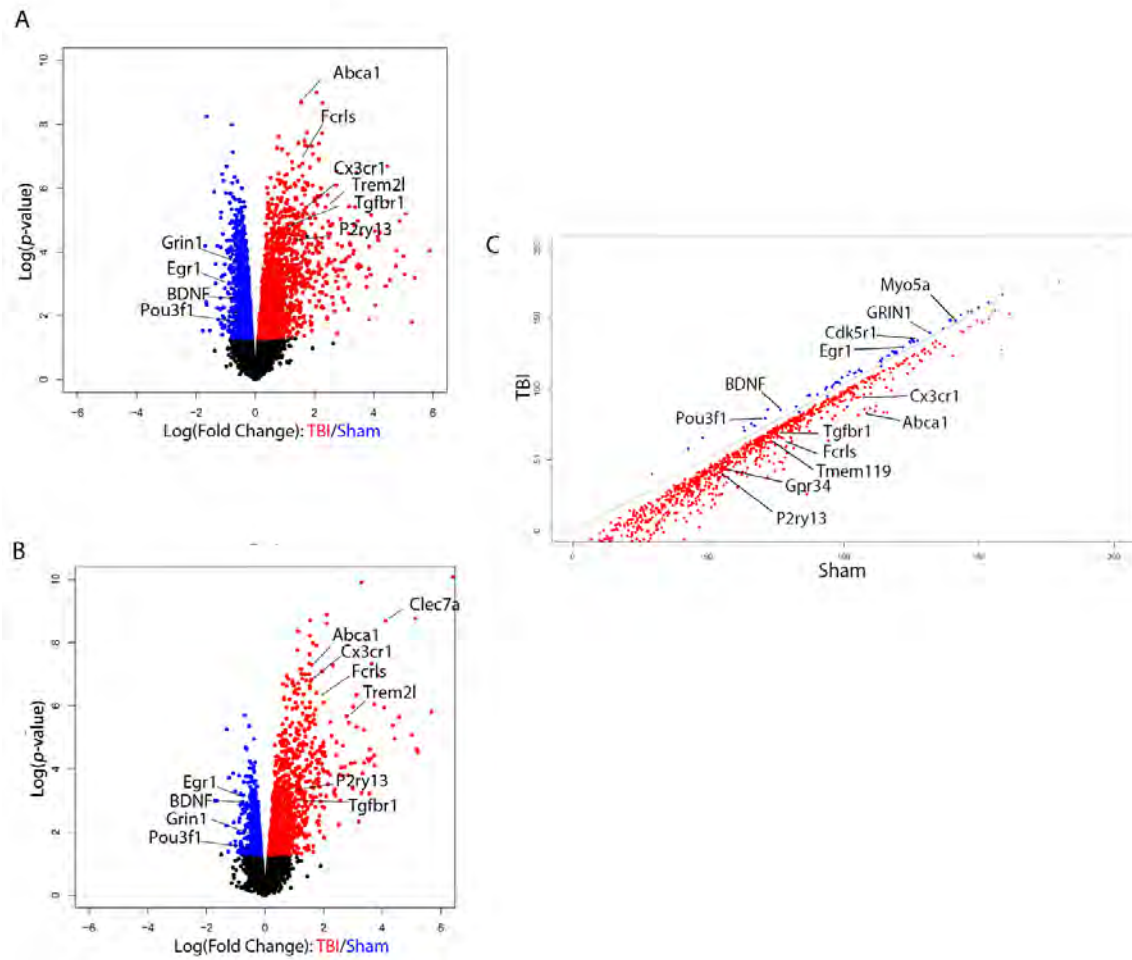 A
10
8
6
4
2
0
Log(p-value)
Abca1
Fcrls
Cx3cr1
Trem2l
Tgfbr1
P2ry13
Grin1
Egr1
BDNF
Pou3f1
−6 −4 −2 0 2 4 6
Log(Fold Change): TBI/Sham
B
10
8
6
4
2
0
Log(p-value)
Clec7a
Abca1
Cx3cr1
Fcrls
Trem2l
P2ry13
Tgfbr1
Egr1
BDNF
Grin1
Pou3f1
−6 −4 −2 0 2 4 6
Log(Fold Change): TBI/Sham
C
TBI
Myo5a
GRIN1
Cdk5r1
Egr1
BDNF
Pou3f1
Cx3cr1
Abca1
Tgfbr1
Fcrls
Tmem119
Gpr34
P2ry13
Sham